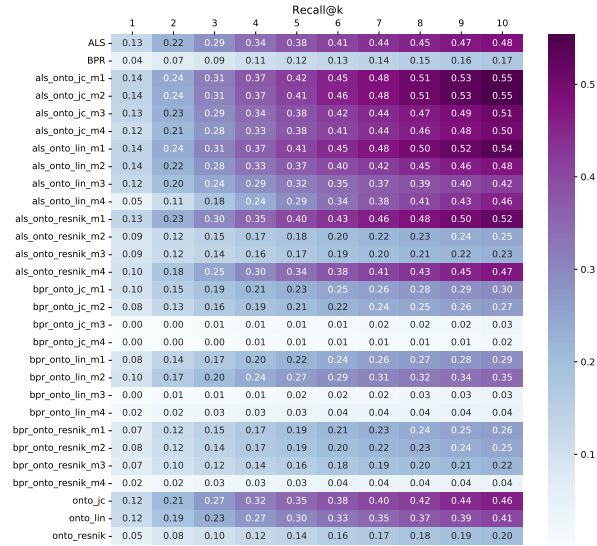 Recall@k
1 2 3 4 5 6 7 8 9 10
ALS 0.13 0.22 0.29 0.34 0.38 0.41 0.44 0.45 0.47 0.48
BPR 0.04 0.07 0.09 0.11 0.12 0.13 0.14 0.15 0.16 0.17
als_onto_jc_m1 0.14 0.24 0.31 0.37 0.42 0.45 0.48 0.51 0.53 0.55
als_onto_jc_m2 0.14 0.24 0.31 0.37 0.41 0.46 0.48 0.51 0.53 0.55
als_onto_jc_m3 0.13 0.23 0.29 0.34 0.38 0.42 0.44 0.47 0.49 0.51
als_onto_jc_m4 0.12 0.21 0.28 0.33 0.38 0.41 0.44 0.46 0.48 0.50
als_onto_lin_m1 0.14 0.24 0.31 0.37 0.41 0.45 0.48 0.50 0.52 0.54
als_onto_lin_m2 0.14 0.22 0.28 0.33 0.37 0.40 0.42 0.45 0.46 0.48
als_onto_lin_m3 0.12 0.20 0.24 0.29 0.32 0.35 0.37 0.39 0.40 0.42
als_onto_lin_m4 0.05 0.11 0.18 0.24 0.29 0.34 0.38 0.41 0.43 0.46
als_onto_resnik_m1 0.13 0.23 0.30 0.35 0.40 0.43 0.46 0.48 0.50 0.52
als_onto_resnik_m2 0.09 0.12 0.15 0.17 0.18 0.20 0.22 0.23 0.24 0.25
als_onto_resnik_m3 0.09 0.12 0.14 0.16 0.17 0.19 0.20 0.21 0.22 0.23
als_onto_resnik_m4 0.10 0.18 0.25 0.30 0.34 0.38 0.41 0.43 0.45 0.47
bpr_onto_jc_m1 0.10 0.15 0.19 0.21 0.23 0.25 0.26 0.28 0.29 0.30
bpr_onto_jc_m2 0.08 0.13 0.16 0.19 0.21 0.22 0.24 0.25 0.26 0.27
bpr_onto_jc_m3 0.00 0.00 0.01 0.01 0.01 0.01 0.02 0.02 0.02 0.03
bpr_onto_jc_m4 0.00 0.00 0.00 0.01 0.01 0.01 0.01 0.01 0.01 0.02
bpr_onto_lin_m1 0.08 0.14 0.17 0.20 0.22 0.24 0.26 0.27 0.28 0.29
bpr_onto_lin_m2 0.10 0.17 0.20 0.24 0.27 0.29 0.31 0.32 0.34 0.35
bpr_onto_lin_m3 0.00 0.01 0.01 0.01 0.02 0.02 0.02 0.03 0.03 0.03
bpr_onto_lin_m4 0.02 0.02 0.03 0.03 0.03 0.04 0.04 0.04 0.04 0.04
bpr_onto_resnik_m1 0.07 0.12 0.15 0.17 0.19 0.21 0.23 0.24 0.25 0.26
bpr_onto_resnik_m2 0.08 0.12 0.14 0.17 0.19 0.20 0.22 0.23 0.24 0.25
bpr_onto_resnik_m3 0.07 0.10 0.12 0.14 0.16 0.18 0.19 0.20 0.21 0.22
bpr_onto_resnik_m4 0.02 0.02 0.03 0.03 0.03 0.04 0.04 0.04 0.04 0.04
onto_jc 0.12 0.21 0.27 0.32 0.35 0.38 0.40 0.42 0.44 0.46
onto_lin 0.12 0.19 0.23 0.27 0.30 0.33 0.35 0.37 0.39 0.41
onto_resnik 0.05 0.08 0.10 0.12 0.14 0.16 0.17 0.18 0.19 0.20
0.5
0.4
0.3
0.2
0.1